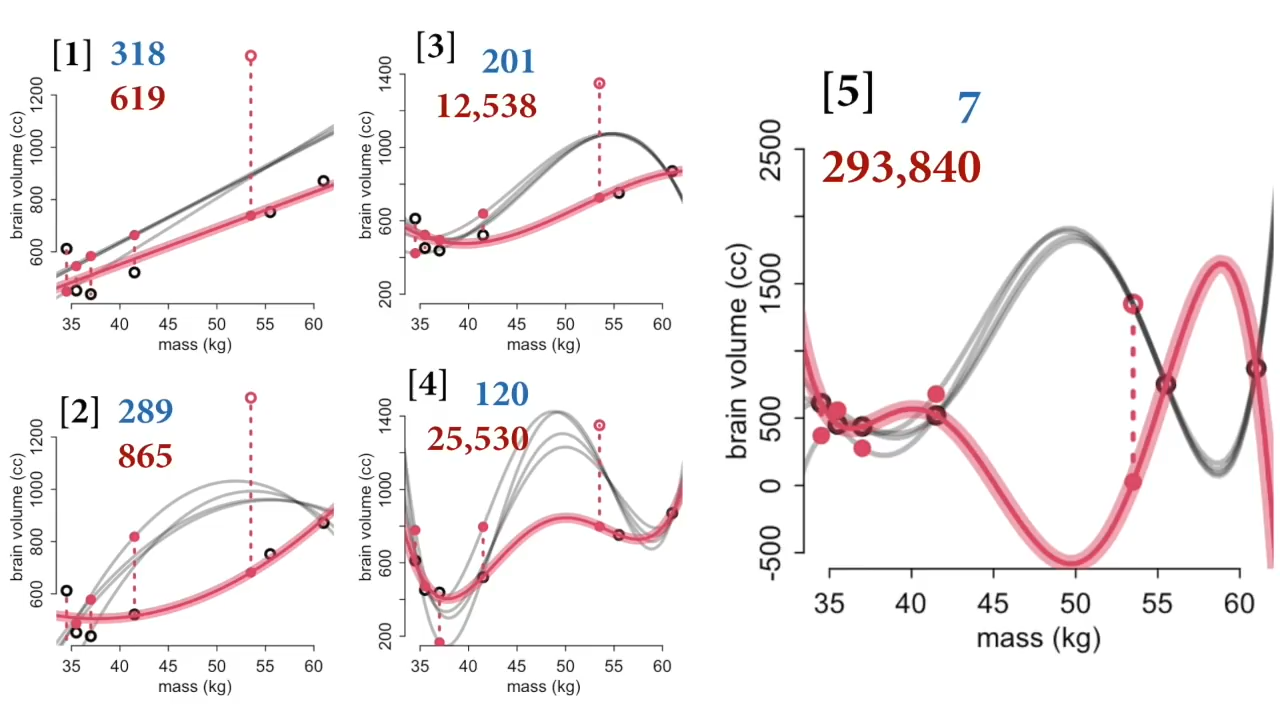 [1] 318
619
brain volume (cc)
1200
1000
800
600
35 40 45 50 55 60
mass (kg)
[2] 289
865
brain volume (cc)
1200
1000
800
600
35 40 45 50 55 60
mass (kg)
[3] 201
12,538
brain volume (cc)
1400
1000
600
200
35 40 45 50 55 60
mass (kg)
[4] 120
25,530
brain volume (cc)
1400
1000
600
200
35 40 45 50 55 60
mass (kg)
[5] 7
293,840
brain volume (cc)
2500
1500
500
0
-500
35 40 45 50 55 60
mass (kg)